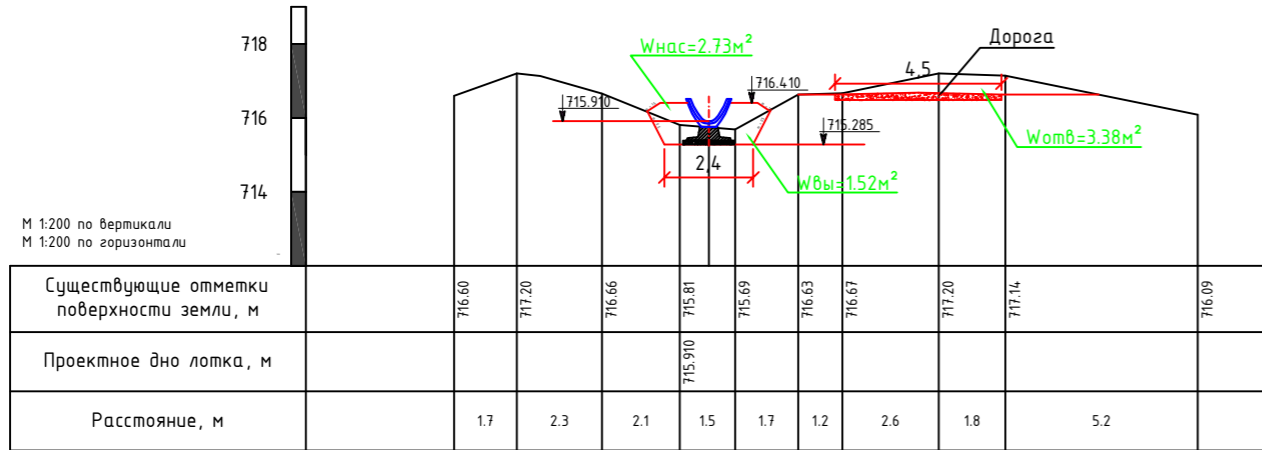 718
716
714
М 1:200 по вертикали
М 1:200 по горизонтали
Wнас=2.73м²
Дорога
4,5
716.410
715.910
715.285
Wотв=3.38м²
2,4
Wвы=1.52м²
Существующие отметки
поверхности земли, м
716.60 717.20 716.66 715.81 715.69 716.63 716.67 717.20 717.14 716.09
Проектное дно лотка, м
715.910
Расстояние, м
1.7 2.3 2.1 1.5 1.7 1.2 2.6 1.8 5.2